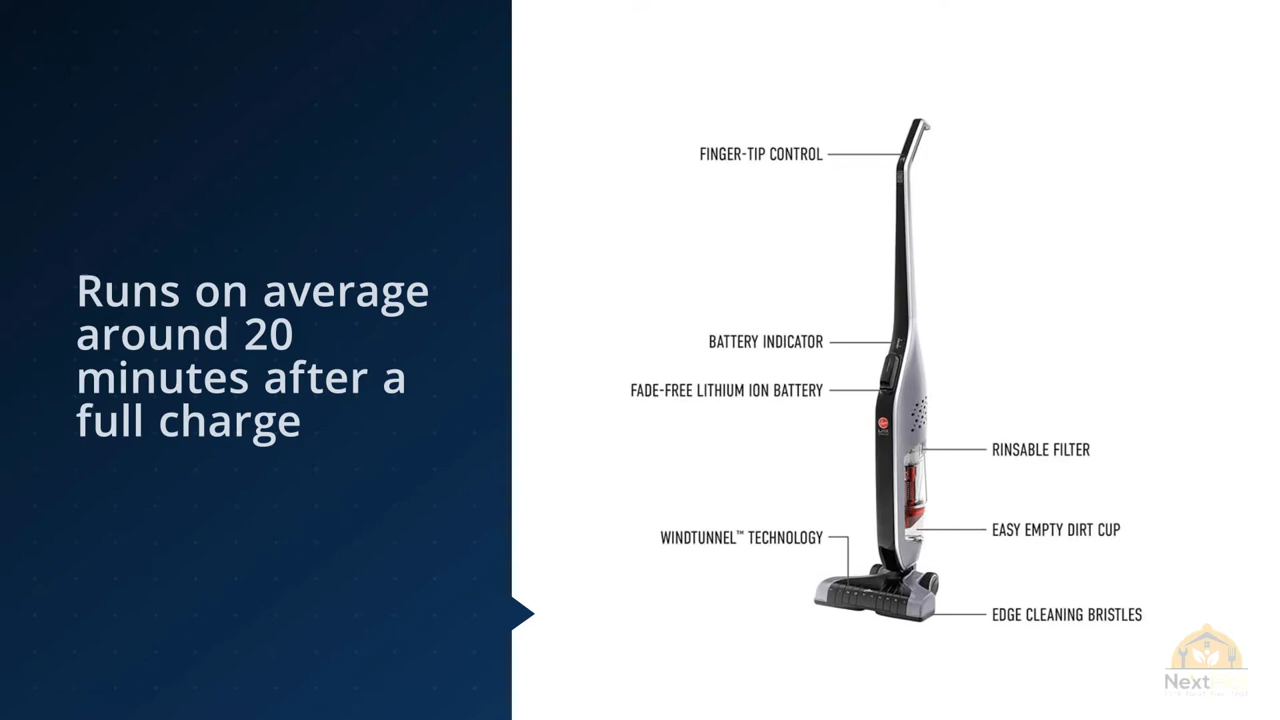 Runs on average
around 20
minutes after a
full charge
FINGER-TIP CONTROL
BATTERY INDICATOR
FADE-FREE LITHIUM ION BATTERY
RINSABLE FILTER
EASY EMPTY DIRT CUP
WINDTUNNEL™ TECHNOLOGY
EDGE CLEANING BRISTLES
Next